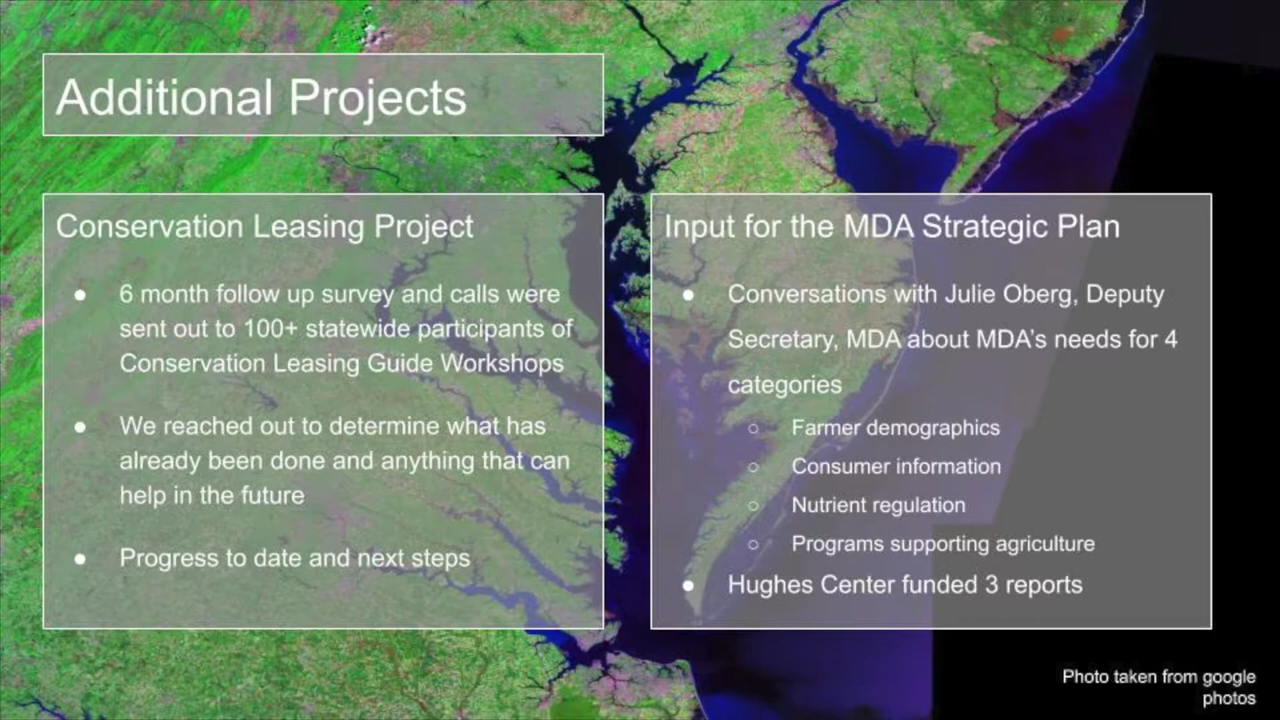 Additional Projects
Conservation Leasing Project
● 6 month follow up survey and calls were
sent out to 100+ statewide participants of
Conservation Leasing Guide Workshops
● We reached out to determine what has
already been done and anything that can
help in the future
● Progress to date and next steps
Input for the MDA Strategic Plan
● Conversations with Julie Oberg, Deputy
Secretary, MDA about MDA’s needs for 4
categories
○ Farmer demographics
○ Consumer information
○ Nutrient regulation
○ Programs supporting agriculture
● Hughes Center funded 3 reports
Photo taken from google
photos